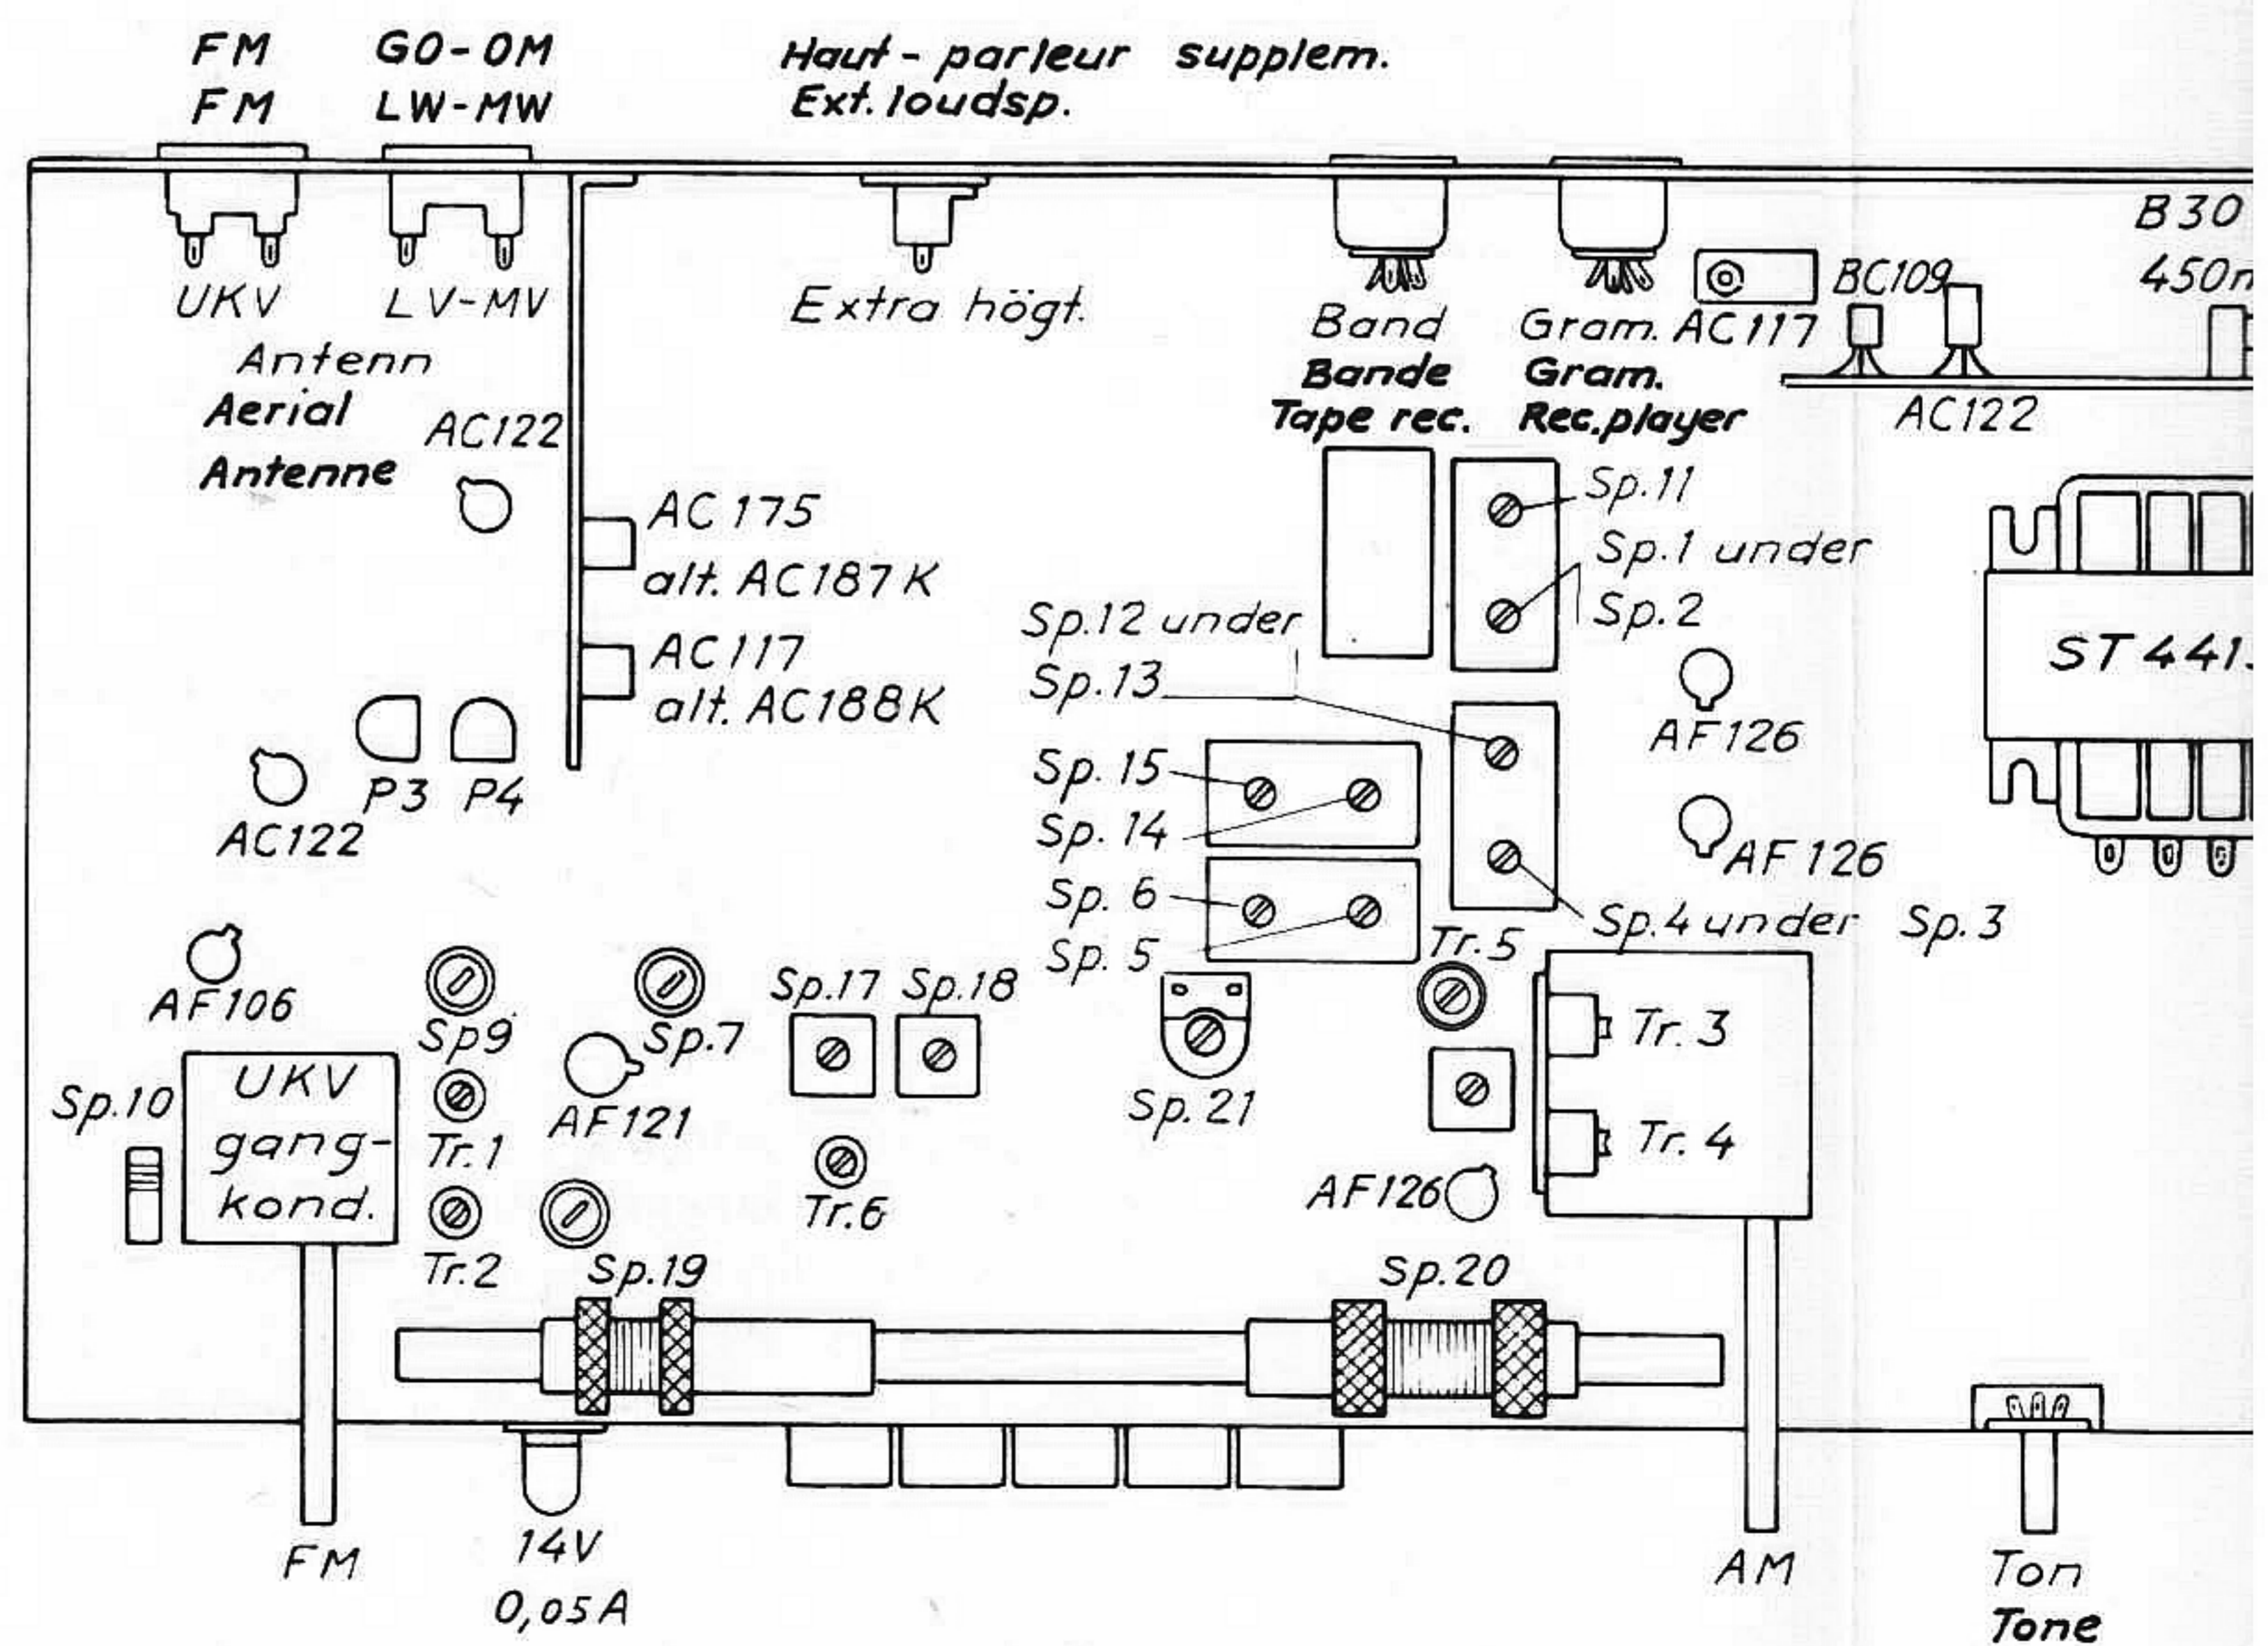 FM
FM
GO-OM
LW-MW
Haut-parleur supplem.
Ext. loudsp.
UKV
LV-MV
Antenn
Aerial
Antenne
Extra högt.
Band
Bande
Tape rec.
Gram.
Gram.
Rec.player
AC117
BC109
AC122
B30
450
AC122
AC175
alt. AC187K
AC117
alt. AC188K
P3
P4
AC122
Sp.11
Sp.1 under
Sp.2
Sp.12 under
Sp.13
Sp. 15
Sp. 14
Sp. 6
Sp. 5
AF126
AF126
Sp.4 under Sp.3
ST441
AF106
Sp9
Sp.7
Sp.17
Sp.18
Tr.5
Sp.10
UKV
gang-
kond.
Tr.1
AF121
Tr.2
Tr.6
Sp.21
Tr. 3
Tr. 4
AF126
Sp.19
Sp.20
FM
14V
0,05A
AM
Ton
Tone